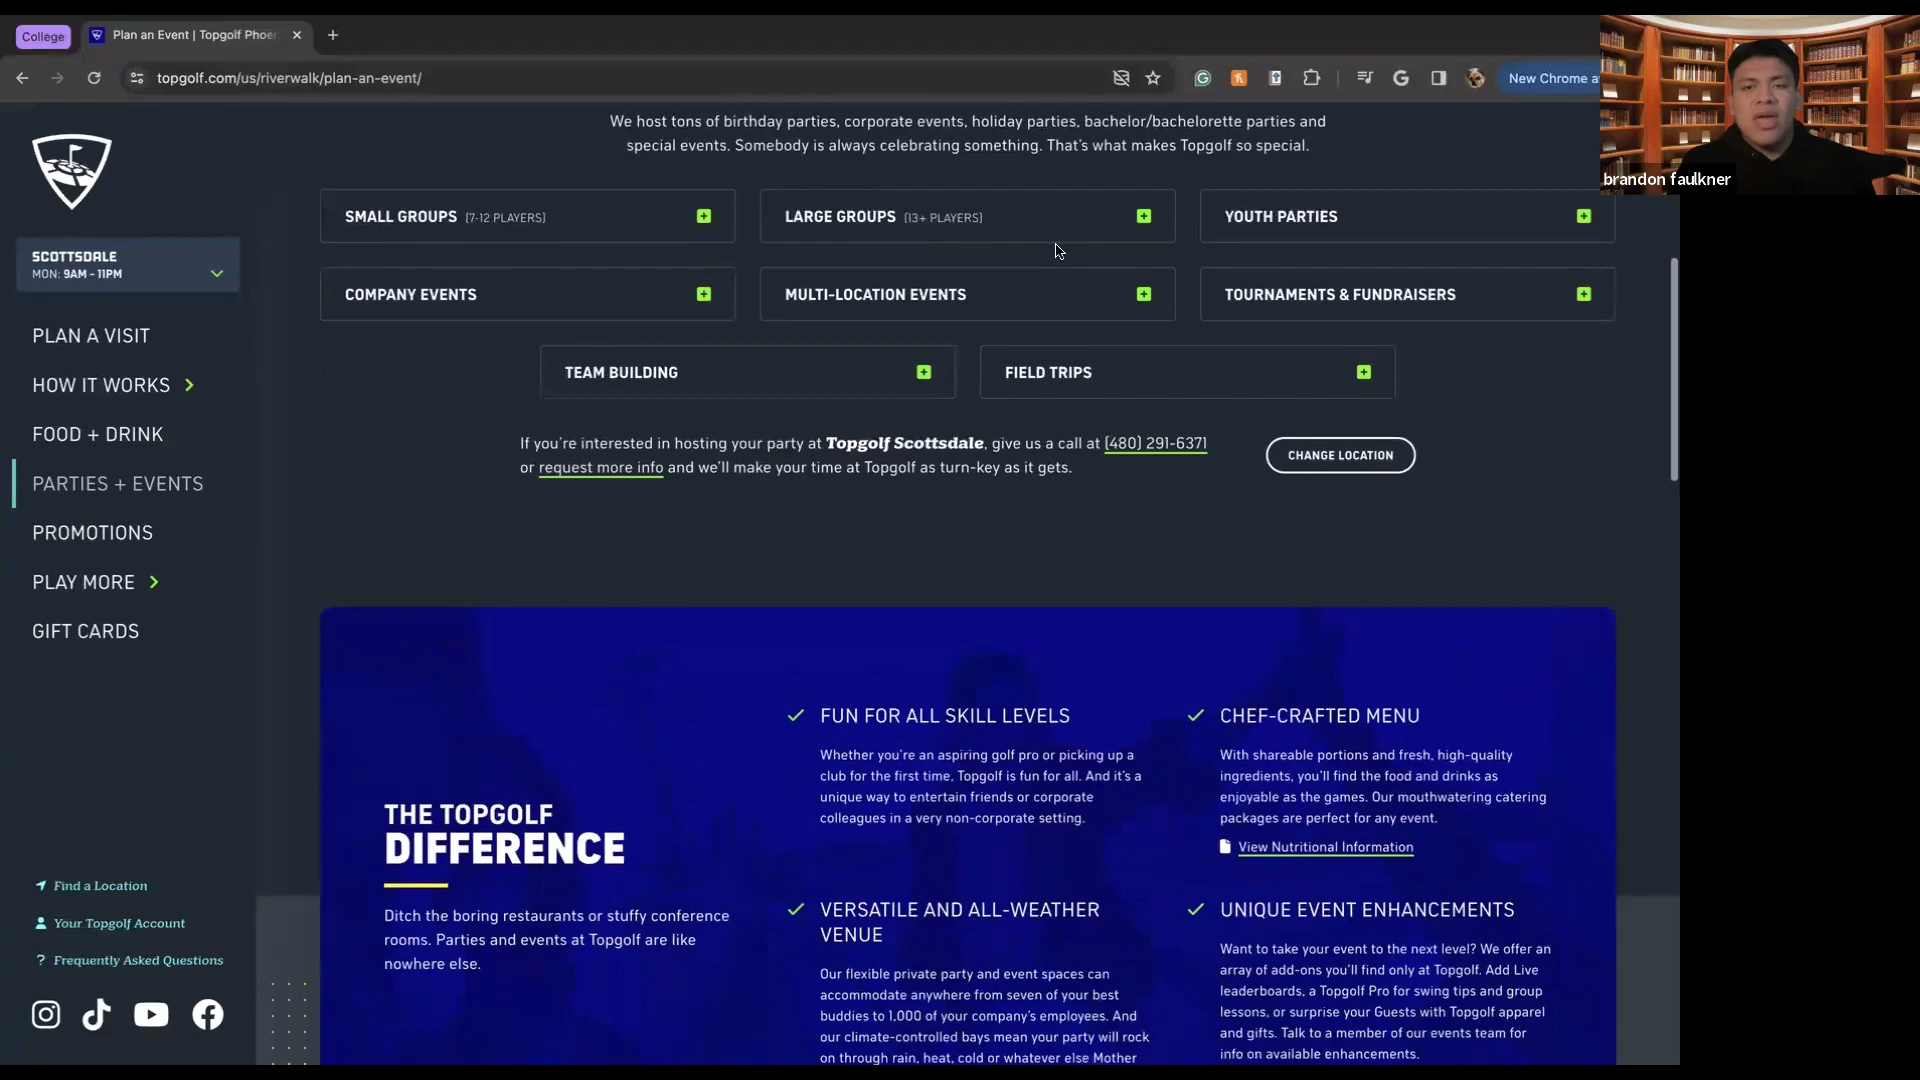 College
Plan an Event | Topgolf Phoe
topgolf.com/us/riverwalk/plan-an-event/
New Chrome a
brandon faulkner
SCOTTSDALE
MON: 9AM - 11PM
PLAN A VISIT
HOW IT WORKS
FOOD + DRINK
PARTIES + EVENTS
PROMOTIONS
PLAY MORE
GIFT CARDS
Find a Location
Your Topgolf Account
Frequently Asked Questions
We host tons of birthday parties, corporate events, holiday parties, bachelor/bachelorette parties and
special events. Somebody is always celebrating something. That's what makes Topgolf so special.
SMALL GROUPS (7-12 PLAYERS)
LARGE GROUPS (13+ PLAYERS)
YOUTH PARTIES
COMPANY EVENTS
MULTI-LOCATION EVENTS
TOURNAMENTS & FUNDRAISERS
TEAM BUILDING
FIELD TRIPS
If you're interested in hosting your party at Topgolf Scottsdale, give us a call at (480) 291-6371
or request more info and we'll make your time at Topgolf as turn-key as it gets.
CHANGE LOCATION
THE TOPGOLF
DIFFERENCE
Ditch the boring restaurants or stuffy conference
rooms. Parties and events at Topgolf are like
nowhere else.
FUN FOR ALL SKILL LEVELS
Whether you're an aspiring golf pro or picking up a
club for the first time, Topgolf is fun for all. And it's a
unique way to entertain friends or corporate
colleagues in a very non-corporate setting.
CHEF-CRAFTED MENU
With shareable portions and fresh, high-quality
ingredients, you'll find the food and drinks as
enjoyable as the games. Our mouthwatering catering
packages are perfect for any event.
View Nutritional Information
VERSATILE AND ALL-WEATHER
VENUE
Our flexible private party and event spaces can
accommodate anywhere from seven of your best
buddies to 1,000 of your company's employees. And
our climate-controlled bays mean your party will rock
on through rain, heat, cold or whatever else Mother
UNIQUE EVENT ENHANCEMENTS
Want to take your event to the next level? We offer an
array of add-ons you'll find only at Topgolf. Add Live
leaderboards, a Topgolf Pro for swing tips and group
lessons, or surprise your Guests with Topgolf apparel
and gifts. Talk to a member of our events team for
info on available enhancements.